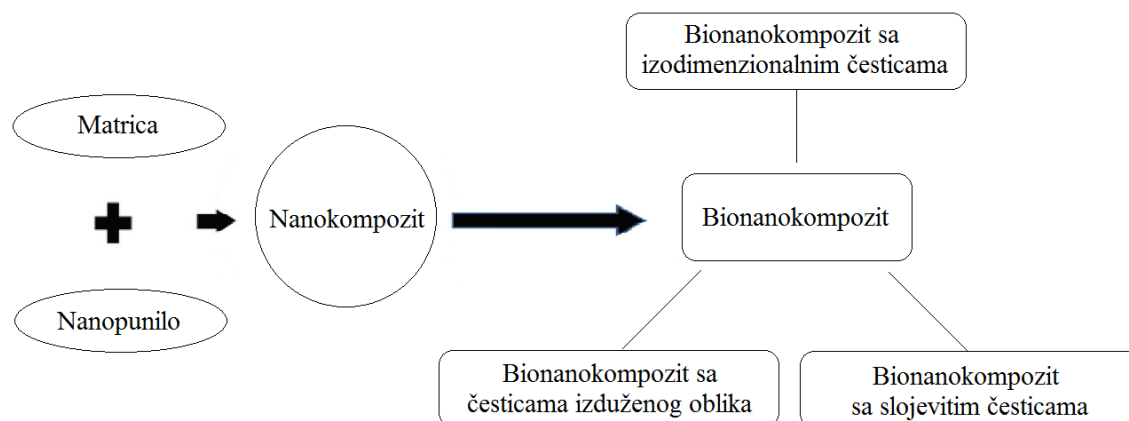 Matrica
Nanopunilo
Nanokompozit
Bionanokompozit sa
izodimenzionalnim česticama
Bionanokompozit
Bionanokompozit sa
česticama izduženog oblika
Bionanokompozit
sa slojevitim česticama